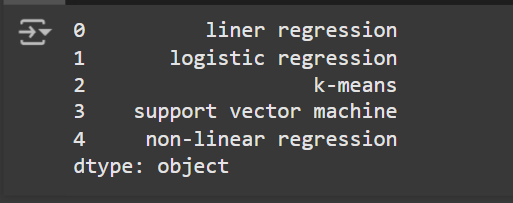 0 liner regression
1 logistic regression
2 k-means
3 support vector machine
4 non-linear regression
dtype: object